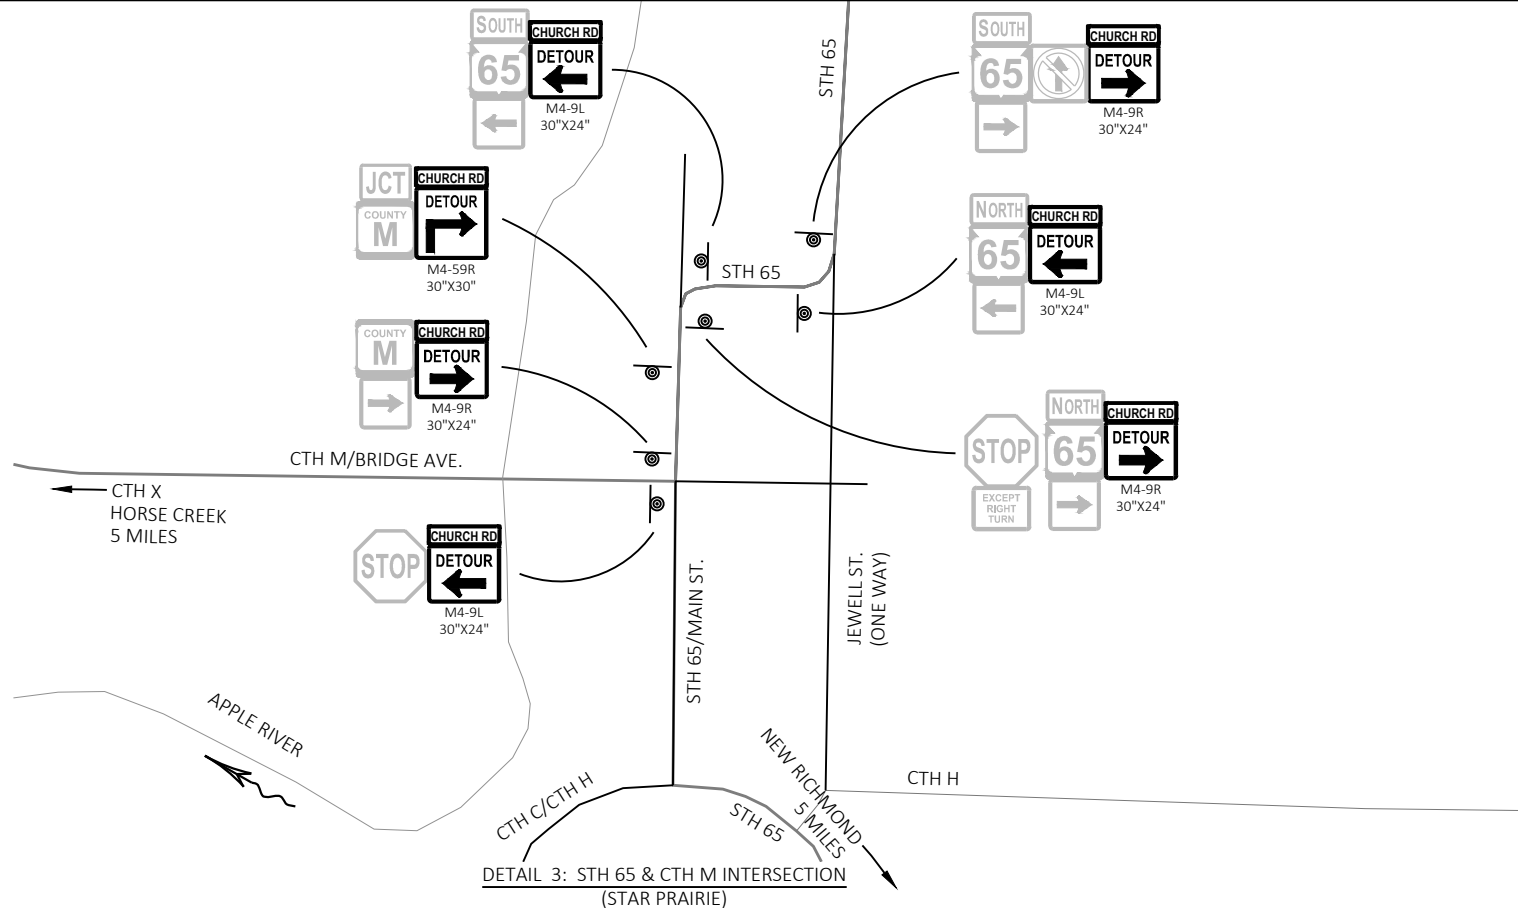 SOUTH
65
CHURCH RD
DETOUR
M4-9L
30"X24"
STH 65
SOUTH
65
CHURCH RD
DETOUR
M4-9R
30"X24"
JCT
COUNTY
M
CHURCH RD
DETOUR
M4-59R
30"X30"
NORTH
65
CHURCH RD
DETOUR
M4-9L
30"X24"
STH 65
COUNTY
M
CHURCH RD
DETOUR
M4-9R
30"X24"
STOP
EXCEPT
RIGHT
TURN
NORTH
65
CHURCH RD
DETOUR
M4-9R
30"X24"
CTH M/BRIDGE AVE.
CTH X
HORSE CREEK
5 MILES
STOP
CHURCH RD
DETOUR
M4-9L
30"X24"
STH 65/MAIN ST.
JEWELL ST.
(ONE WAY)
APPLE RIVER
NEW RICHMOND
5 MILES
CTH H
CTH C/CTH H
STH 65
DETAIL 3: STH 65 & CTH M INTERSECTION
(STAR PRAIRIE)